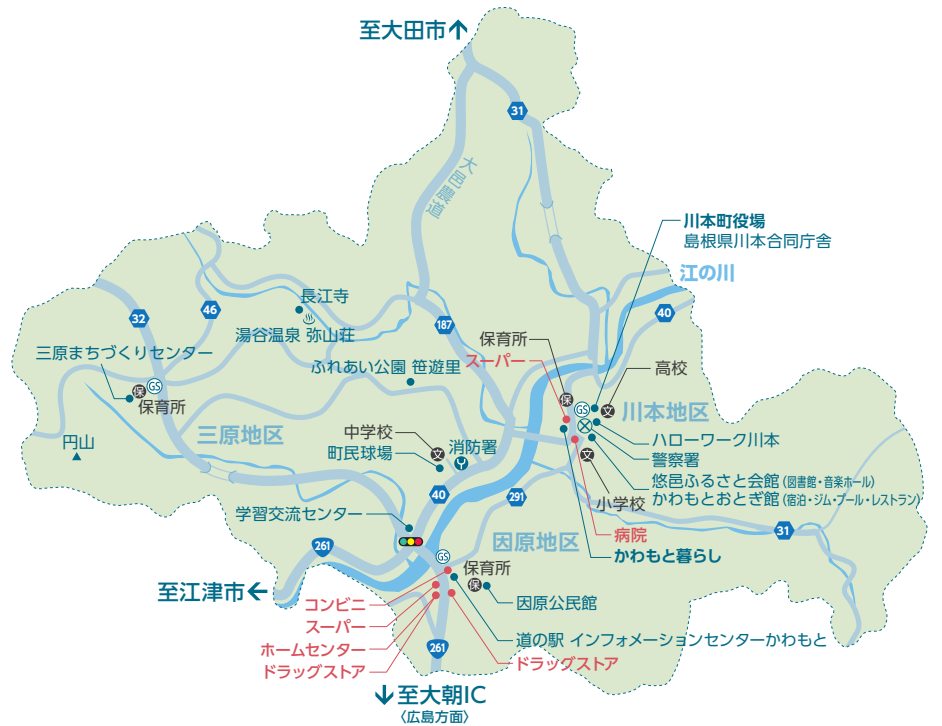 至大田市↑
31
大邑農道
川本町役場
島根県川本合同庁舎
江の川
46
長江寺
32
40
187
湯谷温泉 弥山荘
保育所
三原まちづくりセンター
スーパー
ふれあい公園 笹遊里
高校
保
GS
保育所
保
GS
文
川本地区
三原地区
中学校
ハローワーク川本
円山
文
消防署
町民球場
警察署
文
悠邑ふるさと会館(図書館・音楽ホール)
40
291
小学校
かわもとおとぎ館(宿泊・ジム・プール・レストラン)
学習交流センター
31
病院
261
因原地区
かわもと暮らし
GS
保育所
至江津市←
保
コンビニ
因原公民館
スーパー
道の駅 インフォメーションセンターかわもと
ホームセンター
261
ドラッグストア
ドラッグストア
↓至大朝IC
〈広島方面〉